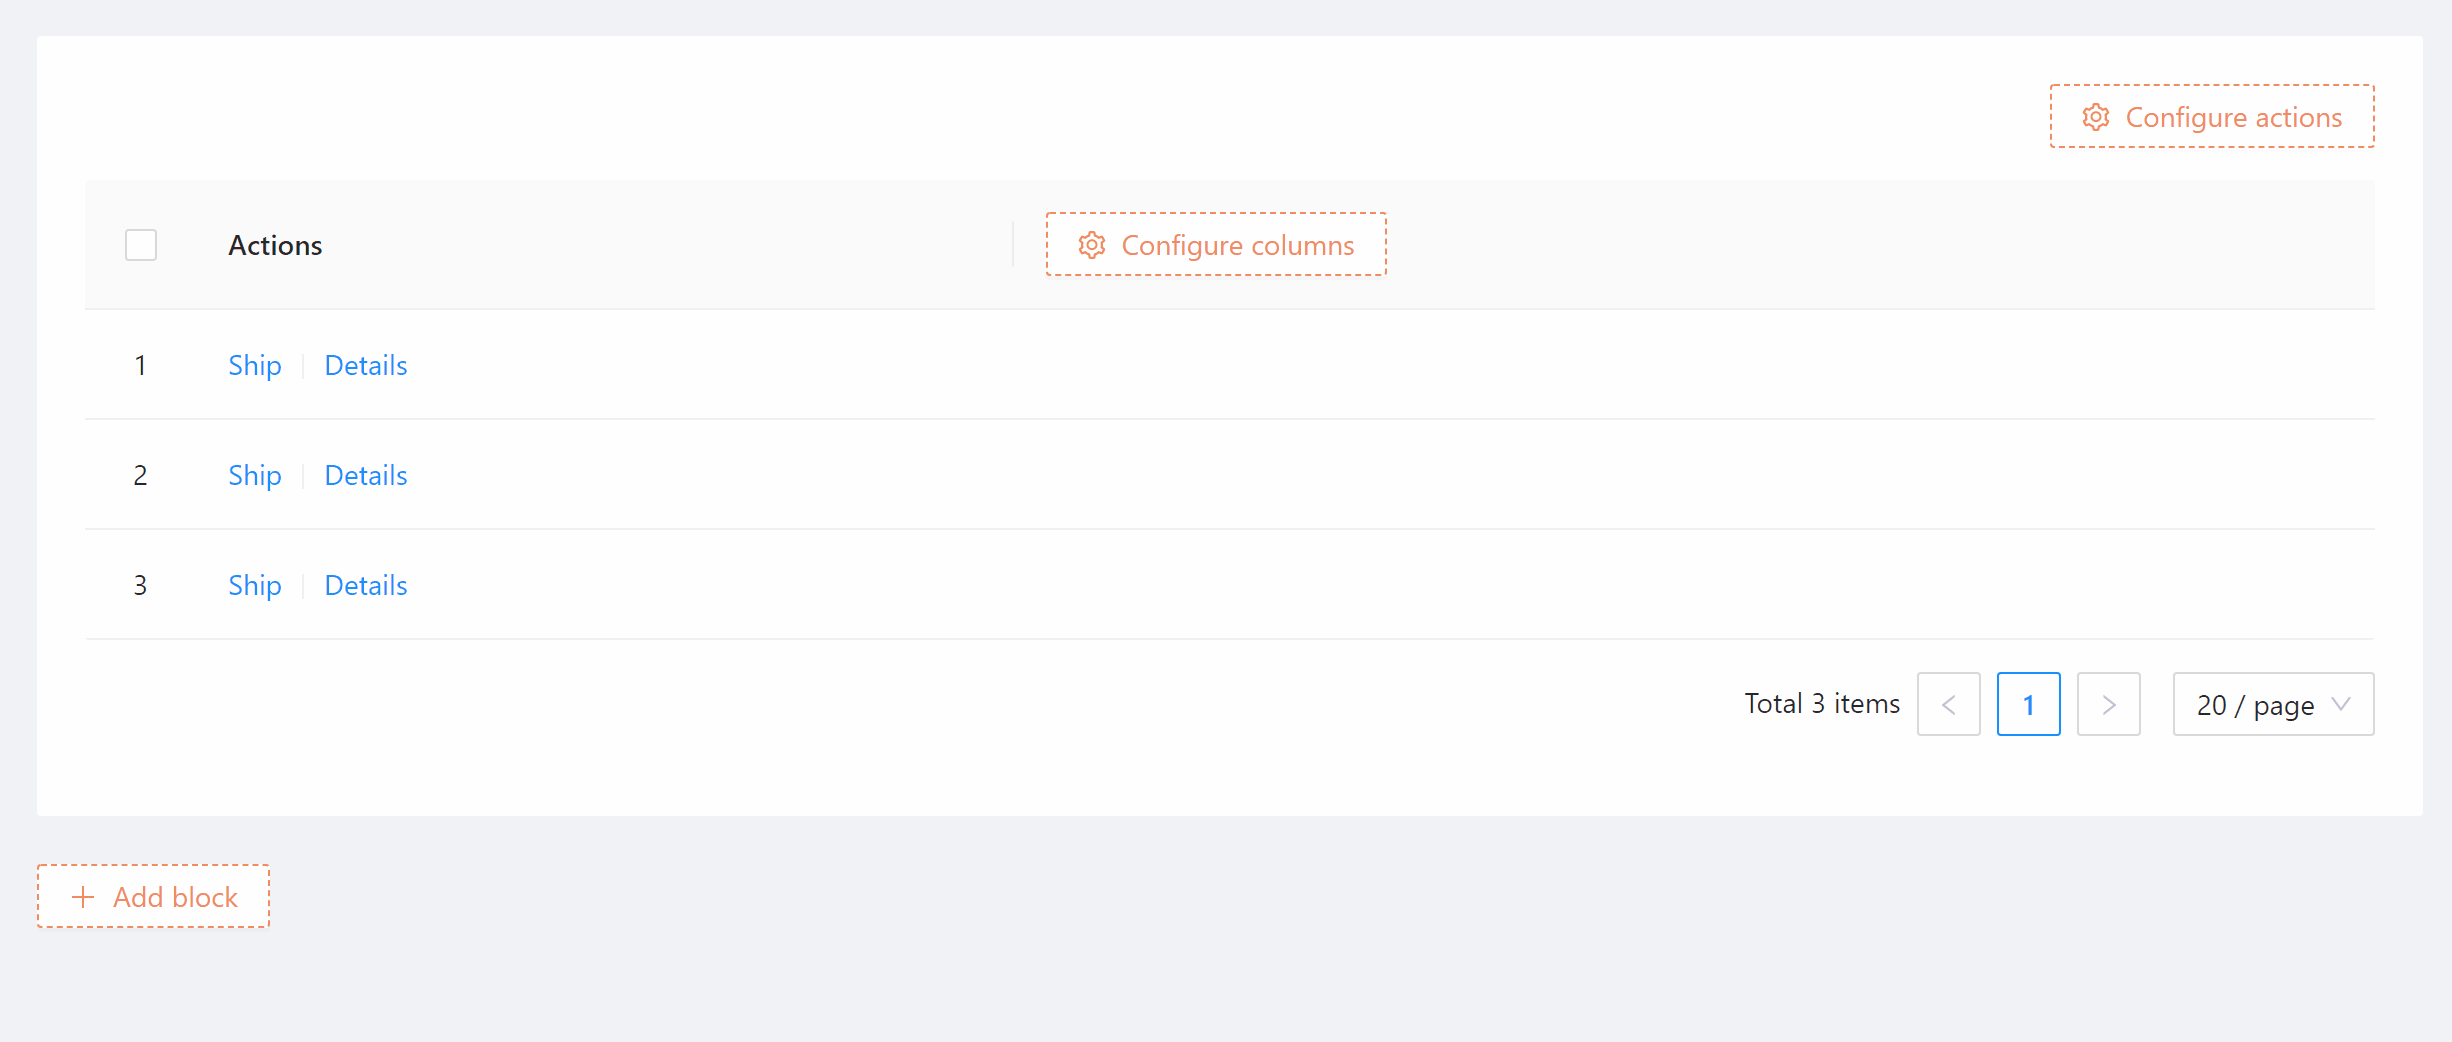 Configure actions
Actions Configure columns
1 Ship Details
2 Ship Details
3 Ship Details
Total 3 items < 1 > 20 / page
+ Add block